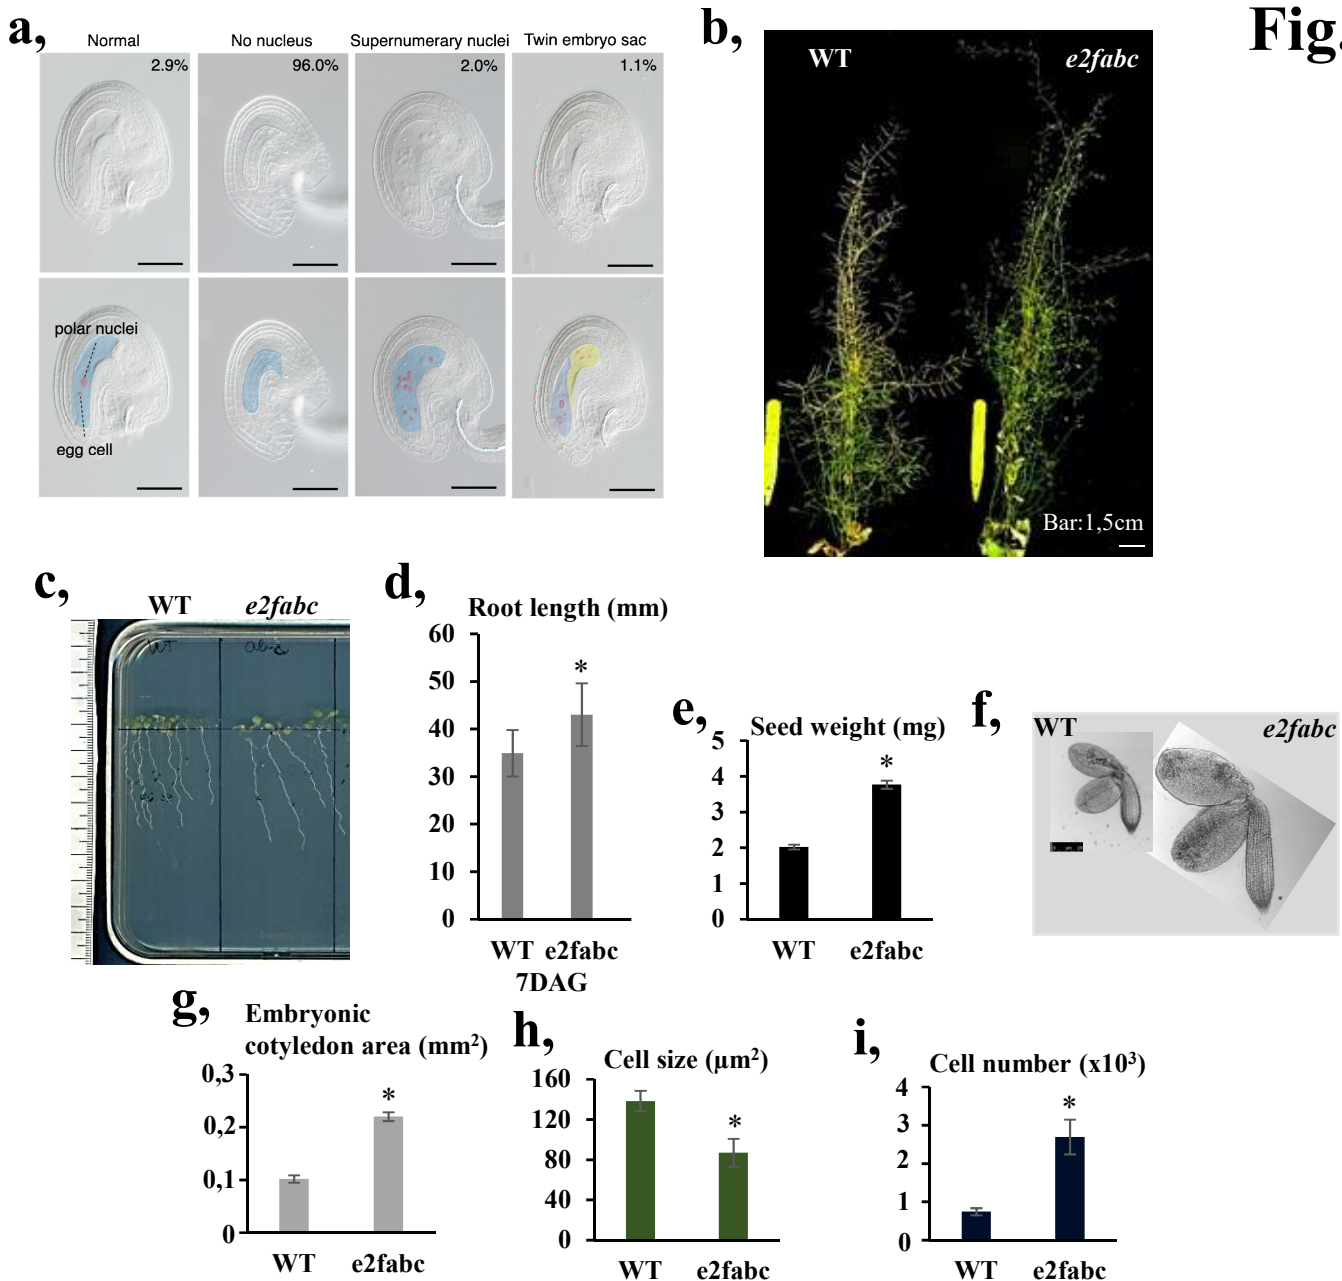 Fig.
a,
Normal
No nucleus
Supernumerary nuclei
Twin embryo sac
2.9%
96.0%
2.0%
1.1%
polar nuclei
egg cell
b,
WT
e2fabc
Bar:1,5cm
c,
WT
e2fabc
WT
d,
Root length (mm)
60
50
40
30
20
10
0
*
WT e2fabc
7DAG
e,
Seed weight (mg)
5
4
3
2
1
0
*
WT
e2fabc
f,
WT
e2fabc
g,
Embryonic
cotyledon area (mm²)
0,3
0,2
0,1
0
*
WT
e2fabc
h,
Cell size (µm²)
160
120
80
40
0
*
WT
e2fabc
i,
Cell number (x10³)
4
3
2
1
0
*
WT
e2fabc